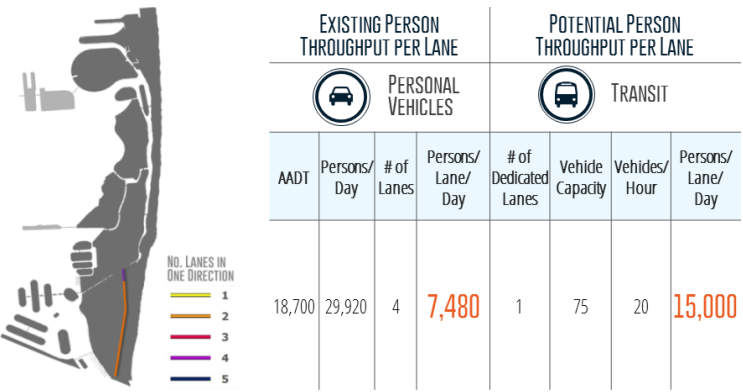 EXISTING PERSON
THROUGHPUT PER LANE
POTENTIAL PERSON
THROUGHPUT PER LANE
PERSONAL
VEHICLES
TRANSIT
AADT
Persons/
Day
# of
Lanes
Persons/
Lane/
Day
# of
Dedicated
Lanes
Vehicle
Capacity
Vehicles/
Hour
Persons/
Lane/
Day
18,700 29,920 4 7,480 1 75 20 15,000
NO. LANES IN
ONE DIRECTION
1
2
3
4
5